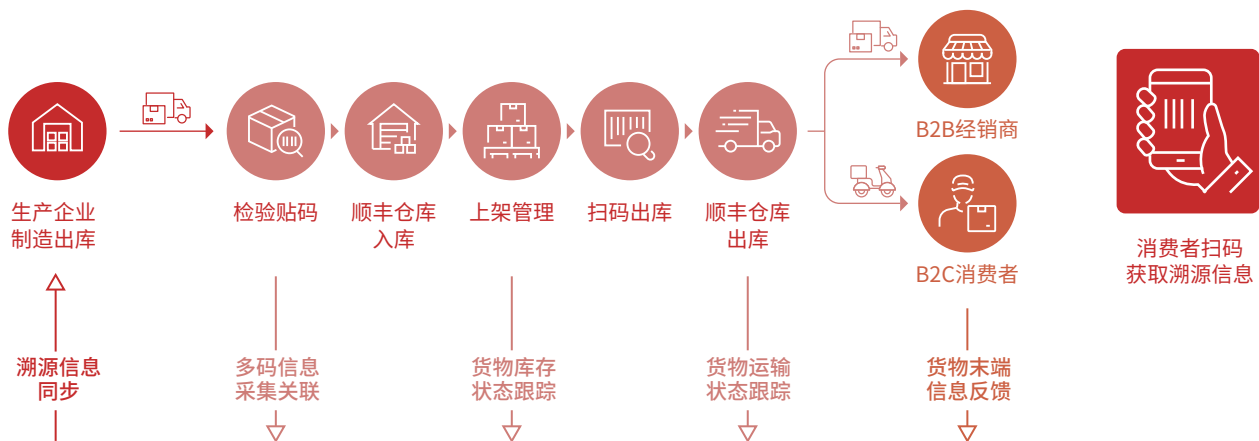 生产企业
制造出库
检验贴码
顺丰仓库
入库
上架管理
扫码出库
顺丰仓库
出库
B2B经销商
B2C消费者
消费者扫码
获取溯源信息
溯源信息
同步
多码信息
采集关联
货物库存
状态跟踪
货物运输
状态跟踪
货物末端
信息反馈